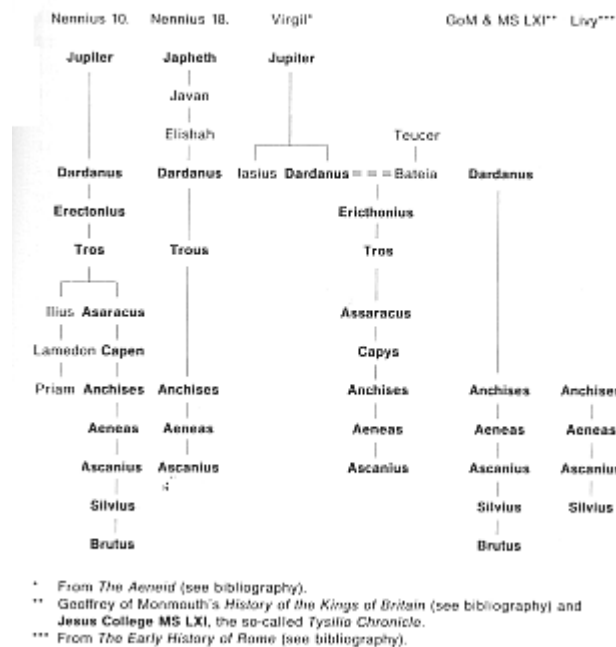 Nennius 10. Nennius 18. Virgil* GoM & MS LXI** Livy***
Jupiter Japheth Jupiter
Javan
Elishah Teucer
Dardanus Dardanus Iasius Dardanus = = = Bateia Dardanus
Erectonius Ericthonius
Tros Trous Tros
Ilius Asaracus Assaracus
Lamedon Capen Capys
Priam Anchises Anchises Anchises Anchises Anchises
Aeneas Aeneas Aeneas Aeneas Aeneas
Ascanius Ascanius Ascanius Ascanius Ascanius
Silvius Silvius Silvius
Brutus Brutus
* From The Aeneid (see bibliography).
** Geoffrey of Monmouth's History of the Kings of Britain (see bibliography) and
Jesus College MS LXI, the so-called Tysilio Chronicle.
*** From The Early History of Rome (see bibliography).